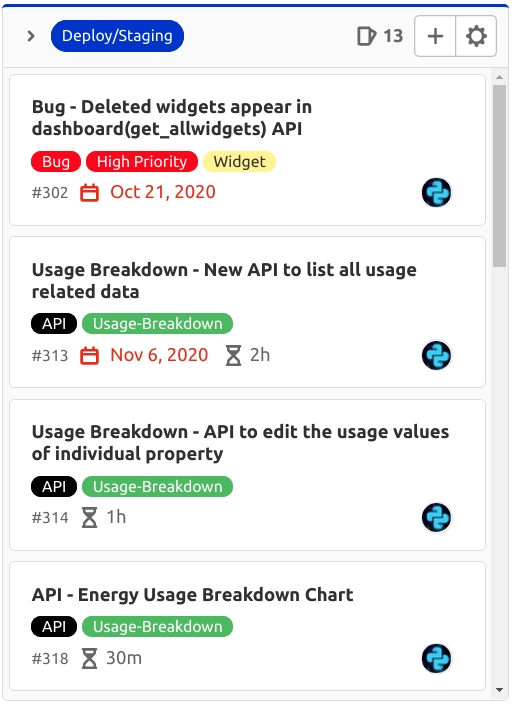 Deploy/Staging 13
Bug - Deleted widgets appear in
dashboard(get_allwidgets) API
Bug High Priority Widget
#302 Oct 21, 2020
Usage Breakdown - New API to list all usage
related data
API Usage-Breakdown
#313 Nov 6, 2020 2h
Usage Breakdown - API to edit the usage values
of individual property
API Usage-Breakdown
#314 1h
API - Energy Usage Breakdown Chart
API Usage-Breakdown
#318 30m